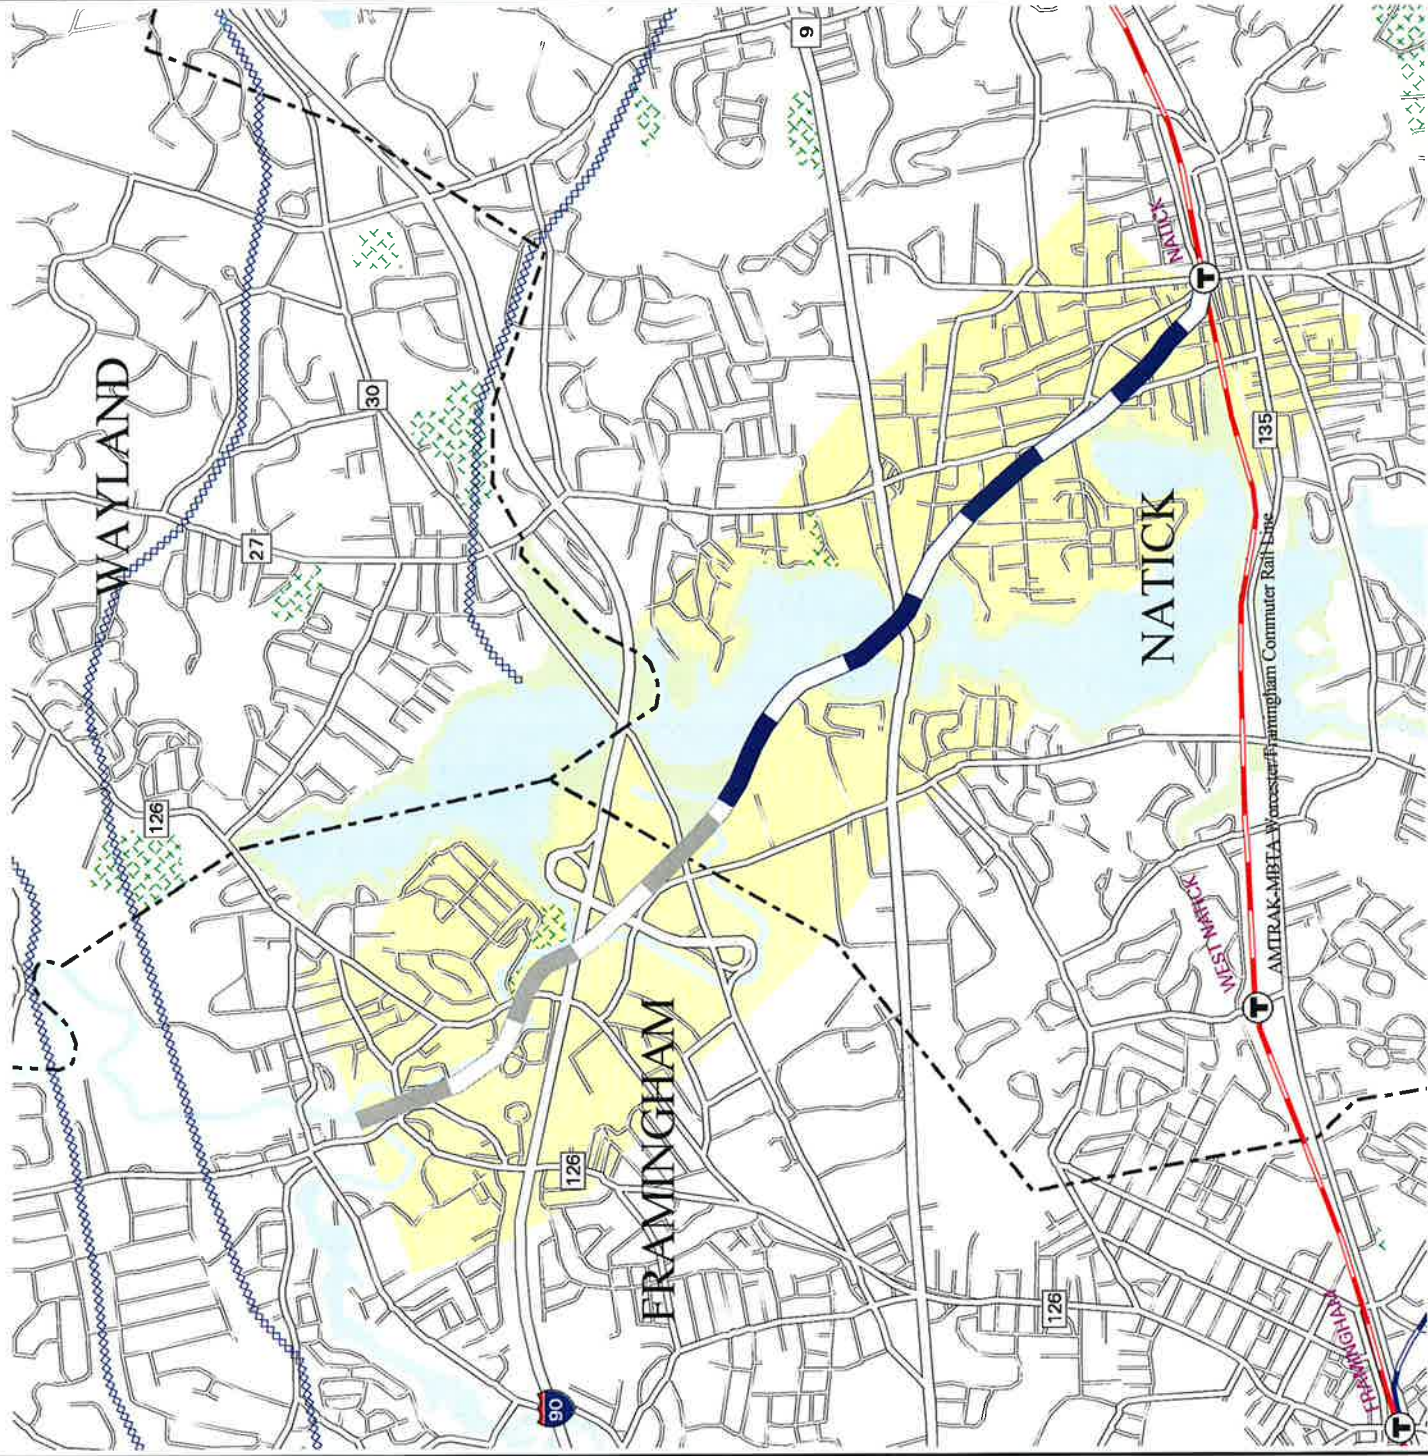 9
WAYLAND
30
27
126
NATICK
135
NATICK
AMTRAK-MBTA Worcester/Framingham Commuter Rail Line
WEST NATICK
FRAMINGHAM
126
126
90
FRAMINGHAM
T
T
T